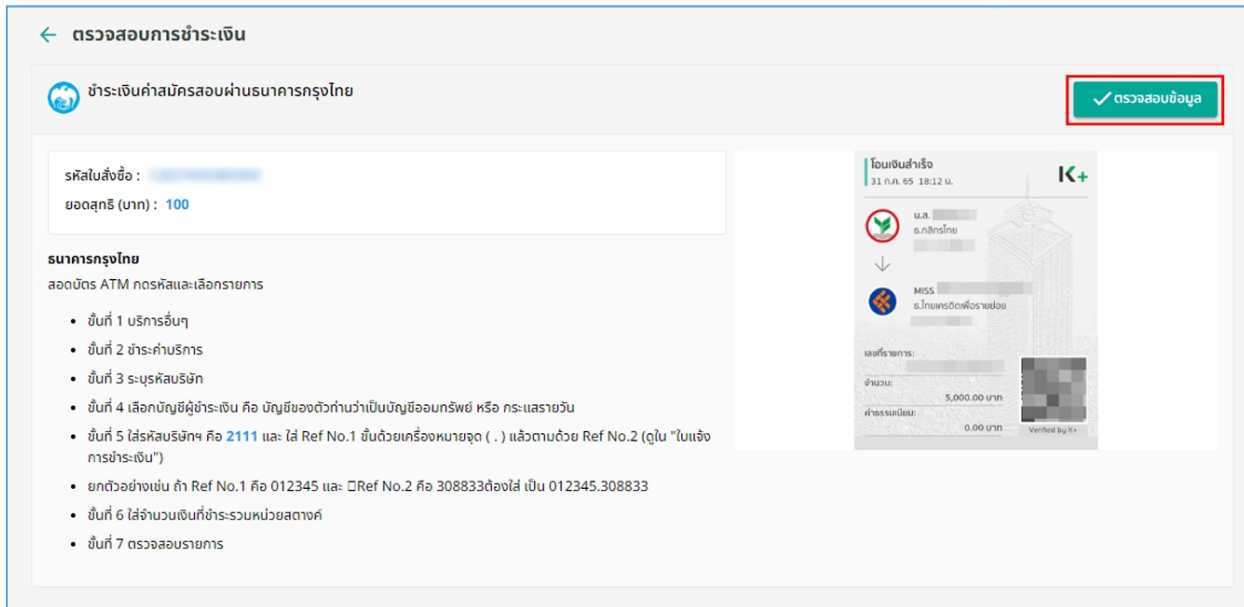 ตรวจสอบการชำระเงิน
ชำระเงินค่าสมัครสอบผ่านธนาคารกรุงไทย
ตรวจสอบข้อมูล
รหัสใบสั่งซื้อ :
ยอดสุทธิ (บาท) : 100
ธนาคารกรุงไทย
สอดบัตร ATM กดรหัสและเลือกรายการ
• ขั้นที่ 1 บริการอื่นๆ
• ขั้นที่ 2 ชำระค่าบริการ
• ขั้นที่ 3 ระบุรหัสบริษัท
• ขั้นที่ 4 เลือกบัญชีผู้ชำระเงิน คือ บัญชีของตัวท่านว่าเป็นบัญชีออมทรัพย์ หรือ กระแสรายวัน
• ขั้นที่ 5 ใส่รหัสบริษัทฯ คือ 2111 และ ใส่ Ref No.1 ขั้นด้วยเครื่องหมายจุด ( . ) แล้วตามด้วย Ref No.2 (ดูใน "ใบแจ้ง
การชำระเงิน")
• ยกตัวอย่างเช่น ถ้า Ref No.1 คือ 012345 และ Ref No.2 คือ 308833ต้องใส่ เป็น 012345.308833
• ขั้นที่ 6 ใส่จำนวนเงินที่ชำระรวมหน่วยสตางค์
• ขั้นที่ 7 ตรวจสอบรายการ
โอนเงินสำเร็จ
31 ก.ค. 65 18:12 น.
K+
น.ส.
ธ.กสิกรไทย
MISS
ธ.ไทยเครดิตเพื่อรายย่อย
เลขที่รายการ:
จำนวน:
5,000.00 บาท
ค่าธรรมเนียม:
0.00 บาท
Verified by K+